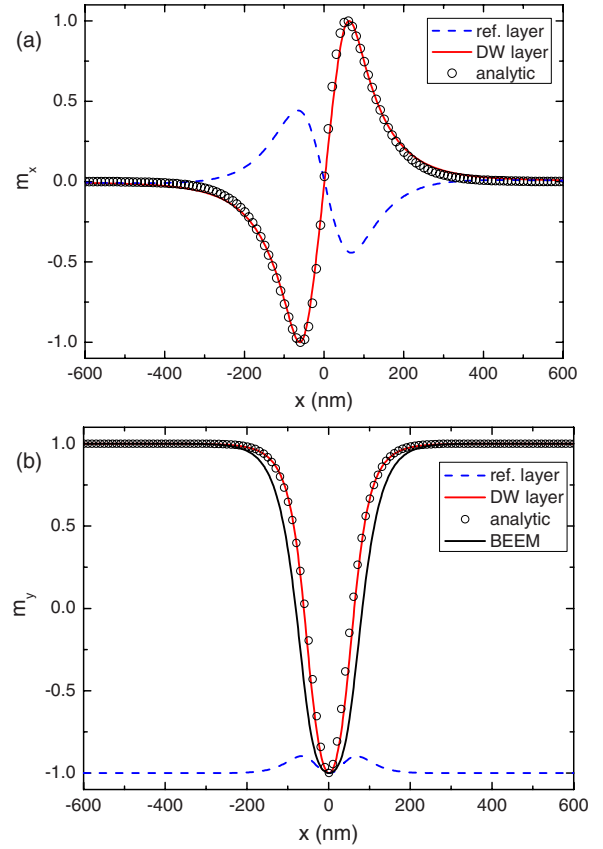 (a)
ref. layer
DW layer
analytic
1.0
0.5
0.0
-0.5
-1.0
m_x
-600 -400 -200 0 200 400 600
x (nm)
(b)
ref. layer
DW layer
analytic
BEEM
1.0
0.5
0.0
-0.5
-1.0
m_y
-600 -400 -200 0 200 400 600
x (nm)